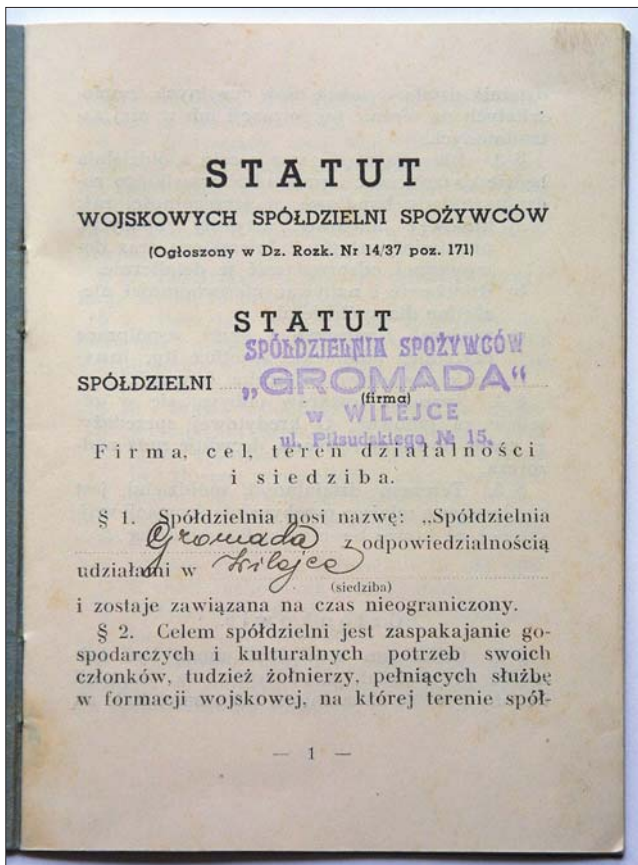 STATUT
WOJSKOWYCH SPÓŁDZIELNI SPOŻYWCÓW
(Ogłoszony w Dz. Rozk. Nr 14/37 poz. 171)
STATUT
SPÓŁDZIELNIA SPOŻYWCÓW
SPÓŁDZIELNI „GROMADA“
(firma)
w WILEJCE
ul. Piłsudskiego № 15.
Firma, cel, teren działalności
i siedziba.
§ 1. Spółdzielnia nosi nazwę: „Spółdzielnia
Gromada z odpowiedzialnością
udziałami w Wilejce
(siedziba)
i zostaje zawiązana na czas nieograniczony.
§ 2. Celem spółdzielni jest zaspakajanie go-
spodarczych i kulturalnych potrzeb swoich
członków, tudzież żołnierzy, pełniących służbę
w formacji wojskowej, na której terenie spół-
— 1 —